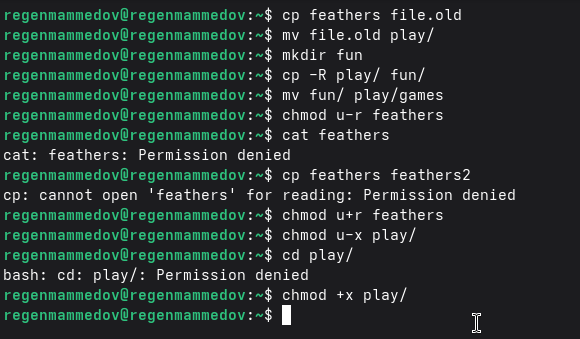 regenmammedov@regenmammedov:~$ cp feathers file.old
regenmammedov@regenmammedov:~$ mv file.old play/
regenmammedov@regenmammedov:~$ mkdir fun
regenmammedov@regenmammedov:~$ cp -R play/ fun/
regenmammedov@regenmammedov:~$ mv fun/ play/games
regenmammedov@regenmammedov:~$ chmod u-r feathers
regenmammedov@regenmammedov:~$ cat feathers
cat: feathers: Permission denied
regenmammedov@regenmammedov:~$ cp feathers feathers2
cp: cannot open 'feathers' for reading: Permission denied
regenmammedov@regenmammedov:~$ chmod u+r feathers
regenmammedov@regenmammedov:~$ chmod u-x play/
regenmammedov@regenmammedov:~$ cd play/
bash: cd: play/: Permission denied
regenmammedov@regenmammedov:~$ chmod +x play/
regenmammedov@regenmammedov:~$